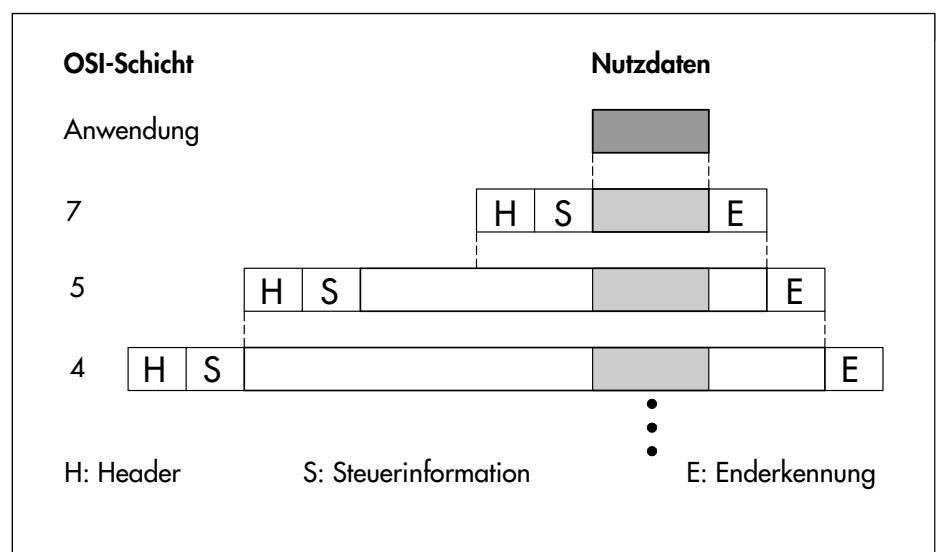 OSI-Schicht Nutzdaten
Anwendung
7 H S E
5 H S E
4 H S E
H: Header S: Steuerinformation E: Enderkennung